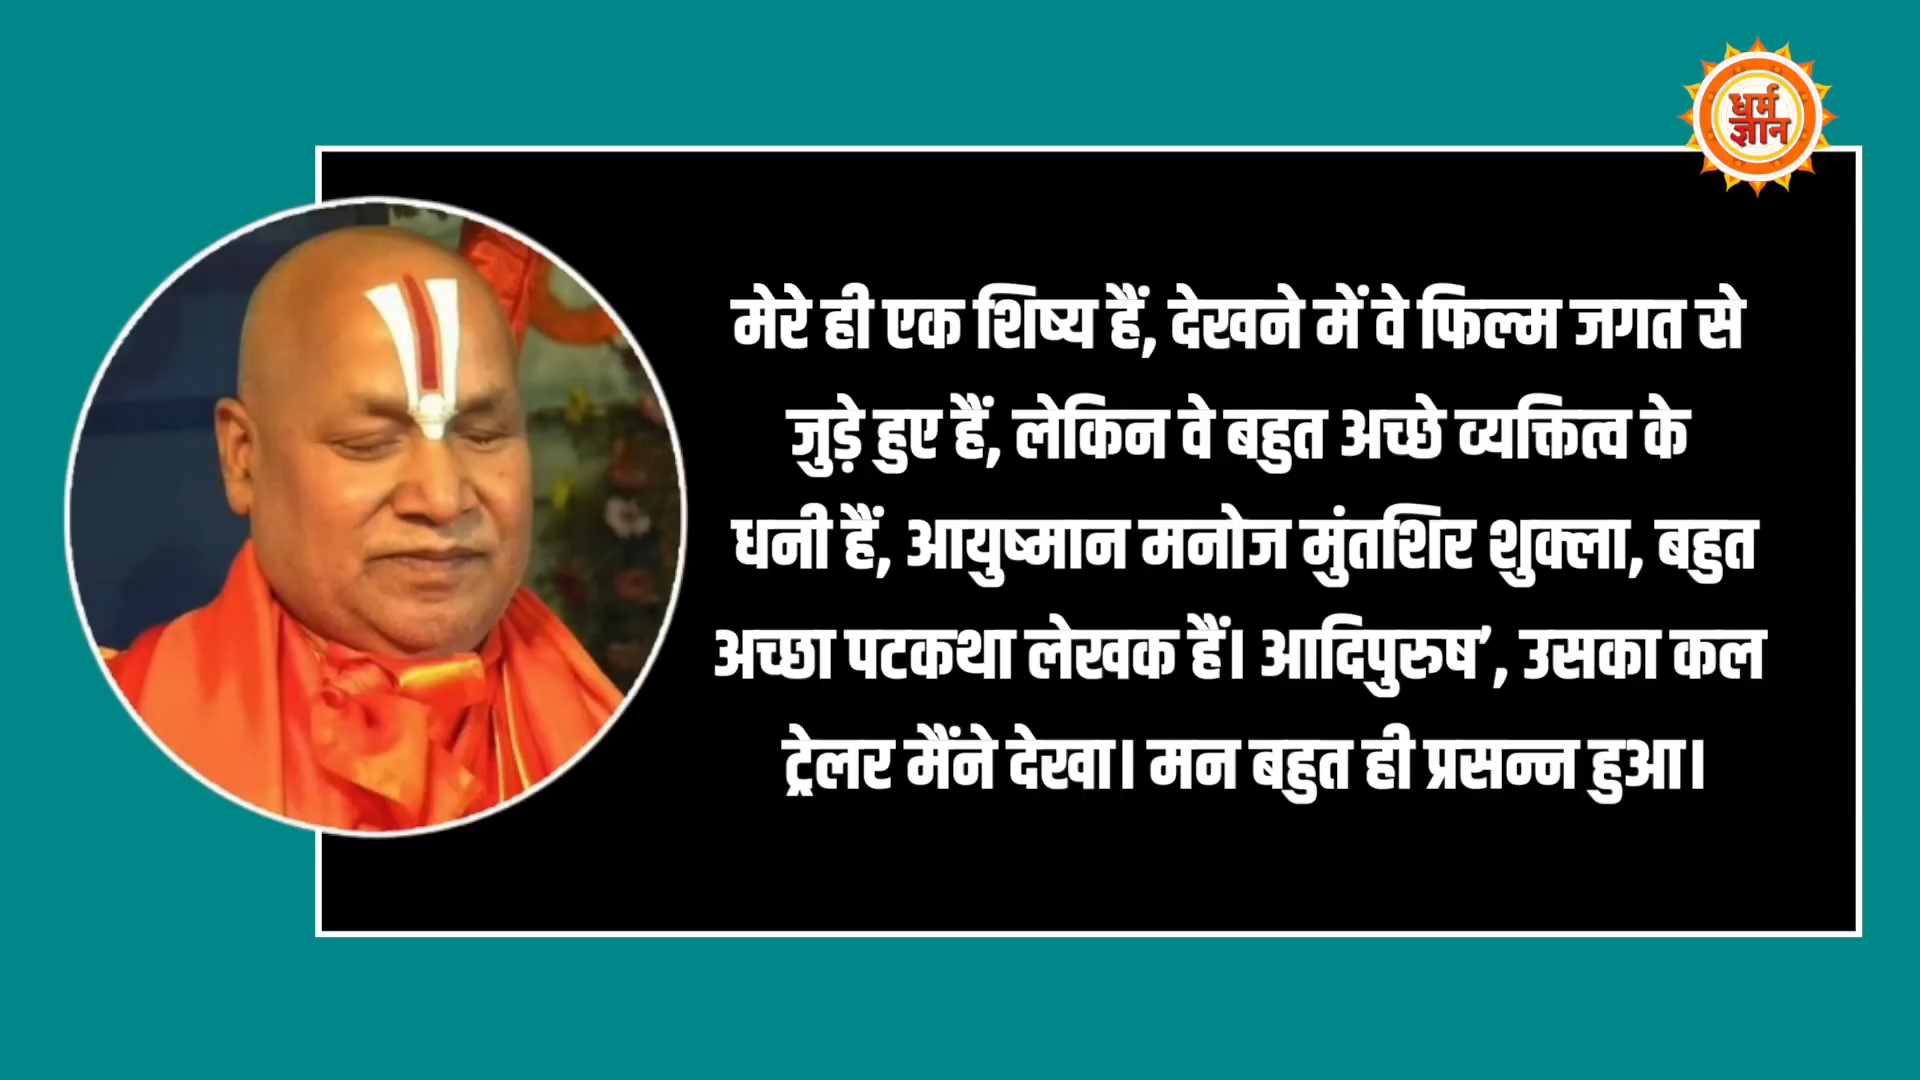 धर्म
ज्ञान
मेरे ही एक शिष्य हैं, देखने में वे फिल्म जगत से
जुड़े हुए हैं, लेकिन वे बहुत अच्छे व्यक्तित्व के
धनी हैं, आयुष्मान मनोज मुंतशिर शुक्ला, बहुत
अच्छा पटकथा लेखक हैं। आदिपुरुष’, उसका कल
ट्रेलर मैंने देखा। मन बहुत ही प्रसन्न हुआ।